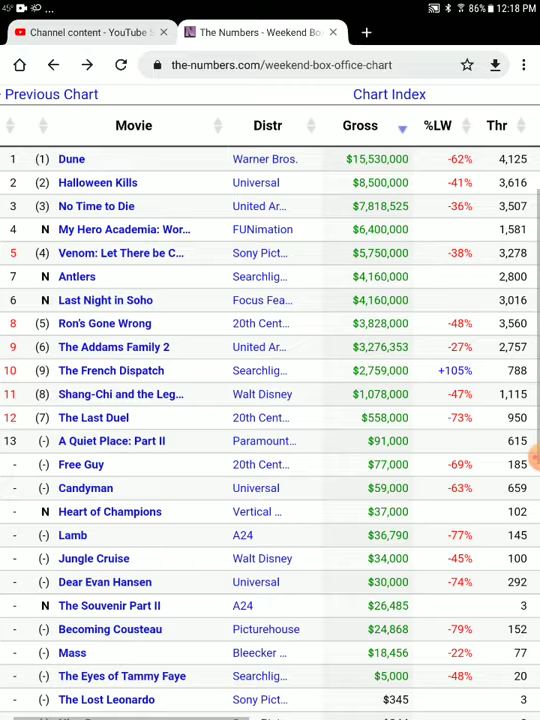 45° ... 86% 12:18 PM
Channel content - YouTube S × The Numbers - Weekend Bo × +
the-numbers.com/weekend-box-office-chart
Previous Chart Chart Index
Movie Distr Gross %LW Thr
1 (1) Dune Warner Bros. $15,530,000 -62% 4,125
2 (2) Halloween Kills Universal $8,500,000 -41% 3,616
3 (3) No Time to Die United Ar... $7,818,525 -36% 3,507
4 N My Hero Academia: Wor... FUNimation $6,400,000 1,581
5 (4) Venom: Let There be C... Sony Pict... $5,750,000 -38% 3,278
7 N Antlers Searchlig... $4,160,000 2,800
6 N Last Night in Soho Focus Fea... $4,160,000 3,016
8 (5) Ron's Gone Wrong 20th Cent... $3,828,000 -48% 3,560
9 (6) The Addams Family 2 United Ar... $3,276,353 -27% 2,757
10 (9) The French Dispatch Searchlig... $2,759,000 +105% 788
11 (8) Shang-Chi and the Leg... Walt Disney $1,078,000 -47% 1,115
12 (7) The Last Duel 20th Cent... $558,000 -73% 950
13 (-) A Quiet Place: Part II Paramount... $91,000 615
- (-) Free Guy 20th Cent... $77,000 -69% 185
- (-) Candyman Universal $59,000 -63% 659
- N Heart of Champions Vertical ... $37,000 102
- (-) Lamb A24 $36,790 -77% 145
- (-) Jungle Cruise Walt Disney $34,000 -45% 100
- (-) Dear Evan Hansen Universal $30,000 -74% 292
- N The Souvenir Part II A24 $26,485 3
- (-) Becoming Cousteau Picturehouse $24,868 -79% 152
- (-) Mass Bleecker ... $18,456 -22% 77
- (-) The Eyes of Tammy Faye Searchlig... $5,000 -48% 20
- (-) The Lost Leonardo Sony Pict... $345 3